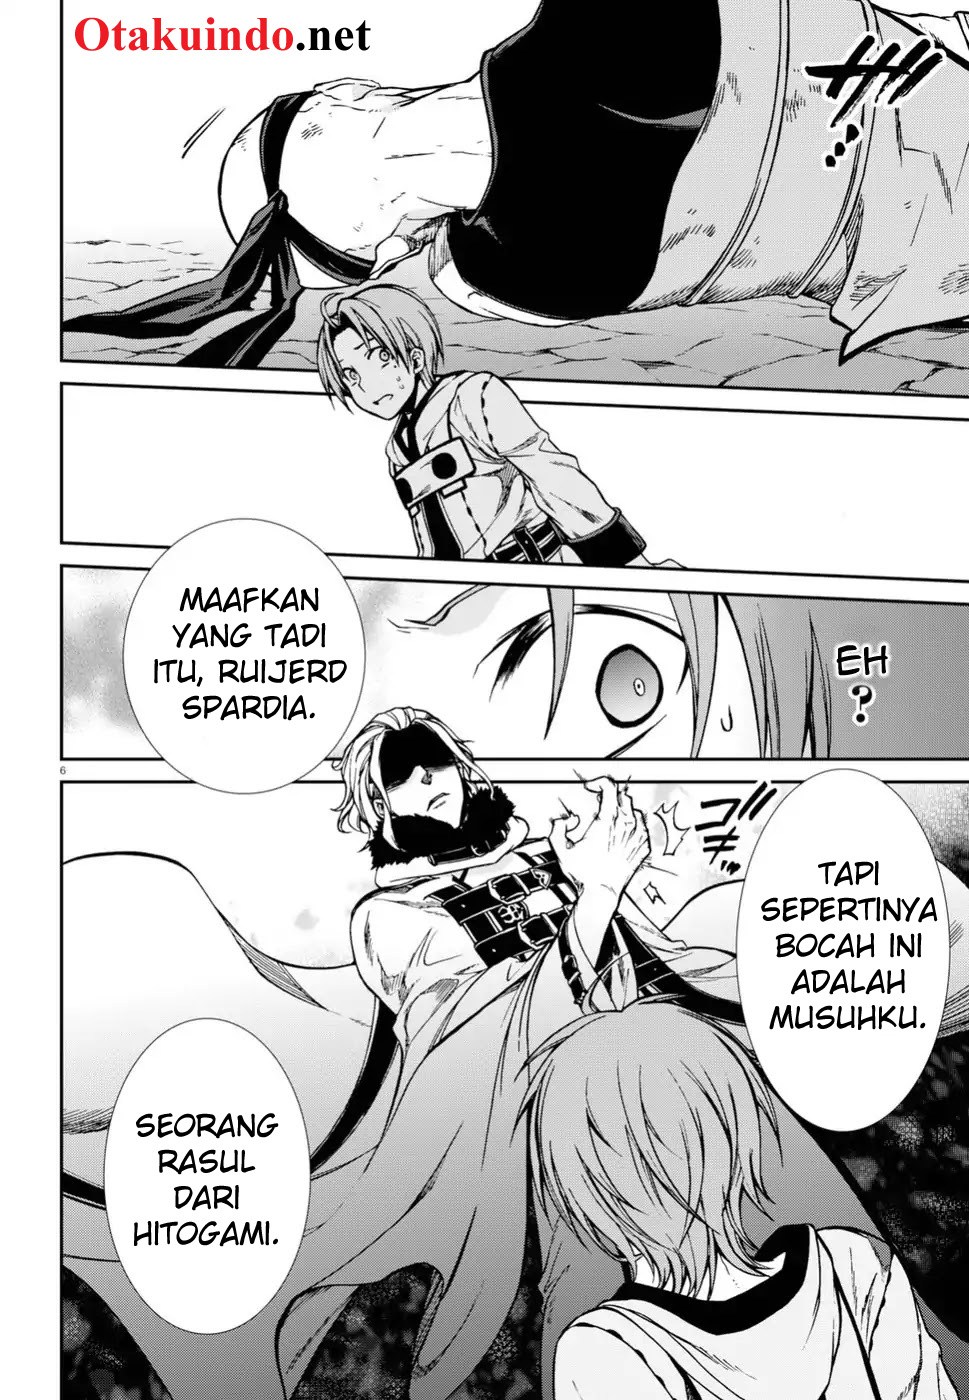 Otakuindo.net
MAAFKAN
YANG TADI
ITU, RUIJERD
SPARDIA.
EH
?
6
TAPI
SEPERTINYA
BOCAH INI
ADALAH
MUSUHKU.
SEORANG
RASUL
DARI
HITOGAMI.